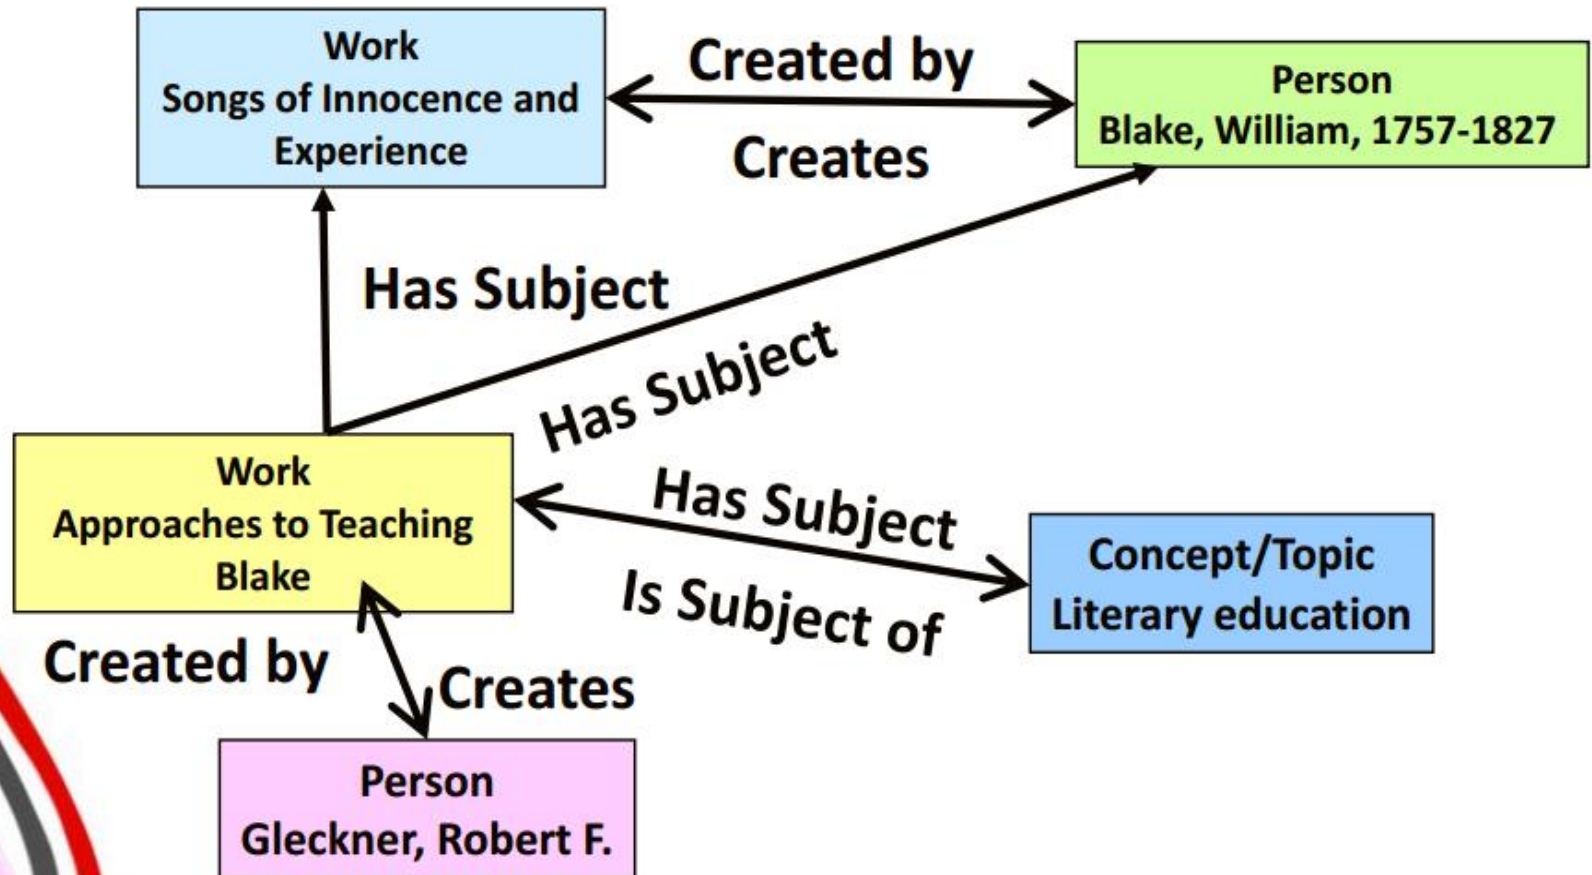 Work
Songs of Innocence and
Experience
Created by
Creates
Person
Blake, William, 1757-1827
Has Subject
Has Subject
Work
Approaches to Teaching
Blake
Has Subject
Is Subject of
Concept/Topic
Literary education
Created by
Creates
Person
Gleckner, Robert F.